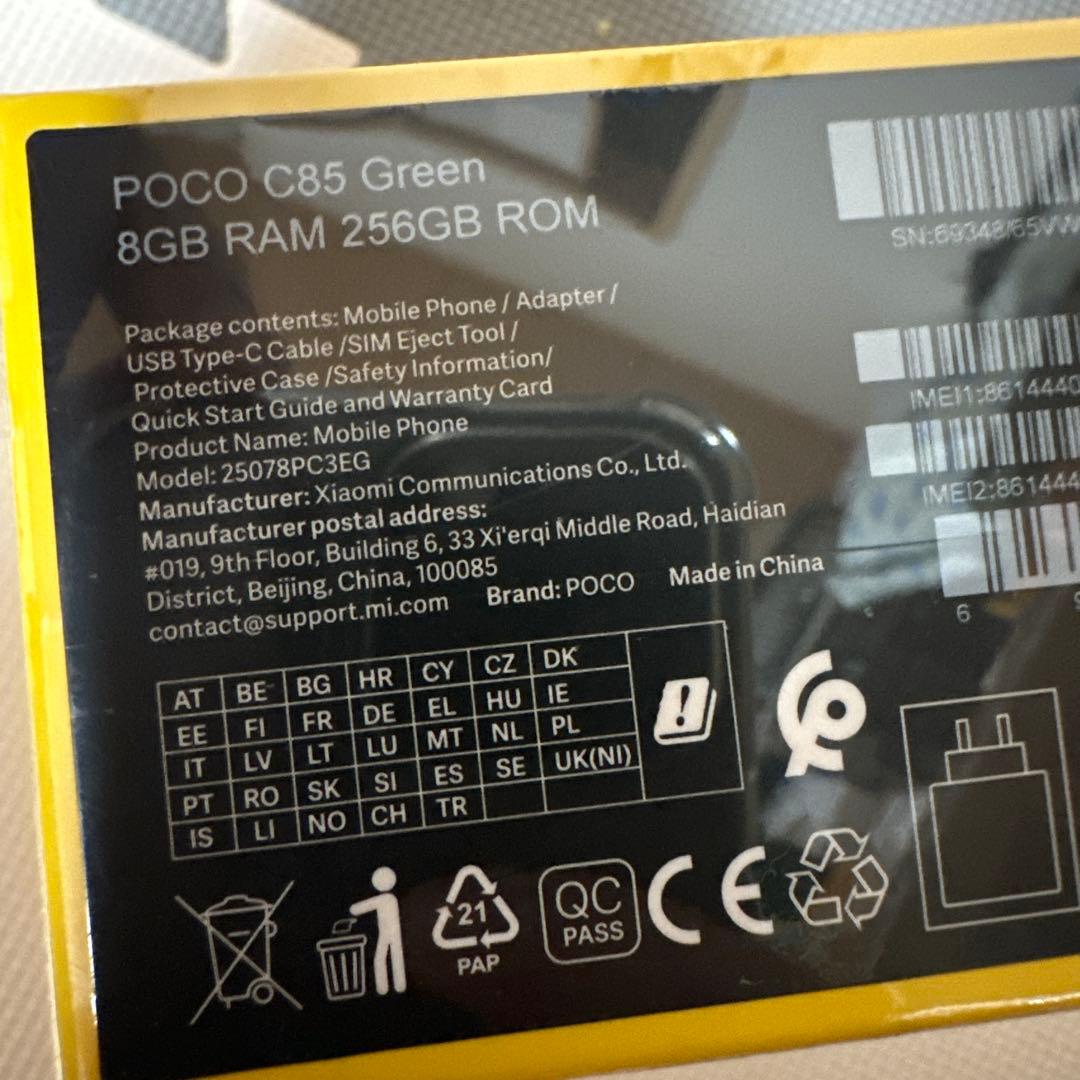 POCO C85 Green
8GB RAM 256GB ROM
Package contents: Mobile Phone / Adapter /
USB Type-C Cable /SIM Eject Tool /
Protective Case /Safety Information/
Quick Start Guide and Warranty Card
Product Name: Mobile Phone
Model: 25078PC3EG
Manufacturer: Xiaomi Communications Co., Ltd.
Manufacturer postal address:
#019, 9th Floor, Building 6, 33 Xi'erqi Middle Road, Haidian
District, Beijing, China, 100085
contact@support.mi.com Brand: POCO Made in China
IMEI1:8614440
IMEI2:861444
6 9
AT BE BG HR CY CZ DK
EE FI FR DE EL HU IE
IT LV LT LU MT NL PL
PT RO SK SI ES SE UK(NI)
IS LI NO CH TR
21
PAP
QC
PASS
CE